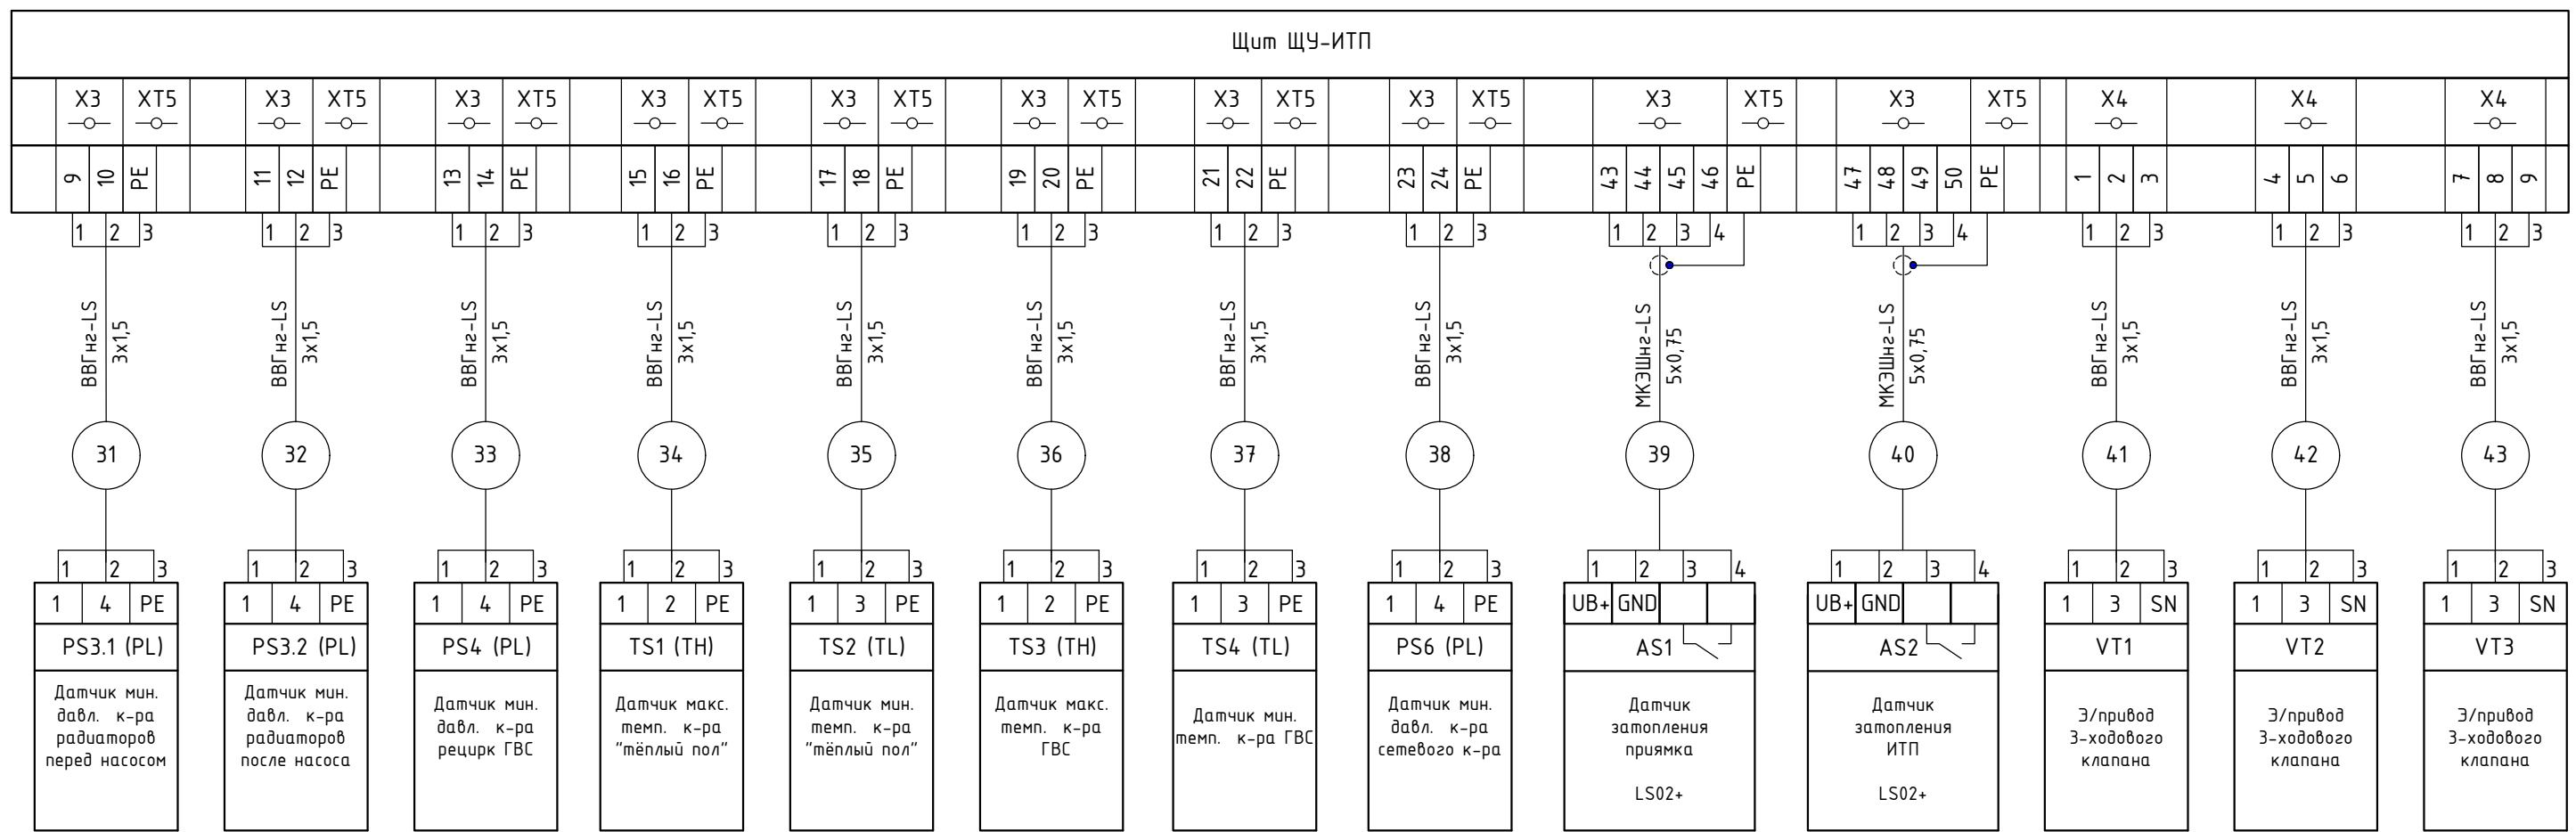 Щит ЩУ-ИТП
X3 XT5 X3 XT5 X3 XT5 X3 XT5 X3 XT5 X3 XT5 X3 XT5 X3 XT5 X3 XT5 X3 XT5 X4 X4 X4
9 10 PE 11 12 PE 13 14 PE 15 16 PE 17 18 PE 19 20 PE 21 22 PE 23 24 PE 43 44 45 46 PE 47 48 49 50 PE 1 2 3 4 5 6 7 8 9
1 2 3 1 2 3 1 2 3 1 2 3 1 2 3 1 2 3 1 2 3 1 2 3 1 2 3 4 1 2 3 4 1 2 3 1 2 3 1 2 3
ВВГнг-LS
3x1,5
ВВГнг-LS
3x1,5
ВВГнг-LS
3x1,5
ВВГнг-LS
3x1,5
ВВГнг-LS
3x1,5
ВВГнг-LS
3x1,5
ВВГнг-LS
3x1,5
ВВГнг-LS
3x1,5
МКЭШнг-LS
5x0,75
МКЭШнг-LS
5x0,75
ВВГнг-LS
3x1,5
ВВГнг-LS
3x1,5
ВВГнг-LS
3x1,5
31 32 33 34 35 36 37 38 39 40 41 42 43
1 2 3 1 2 3 1 2 3 1 2 3 1 2 3 1 2 3 1 2 3 1 2 3 1 2 3 4 1 2 3 4 1 2 3 1 2 3 1 2 3
1 4 PE 1 4 PE 1 4 PE 1 2 PE 1 3 PE 1 2 PE 1 3 PE 1 4 PE UB+ GND UB+ GND 1 3 SN 1 3 SN 1 3 SN
PS3.1 (PL) PS3.2 (PL) PS4 (PL) TS1 (TH) TS2 (TL) TS3 (TH) TS4 (TL) PS6 (PL) AS1 AS2 VT1 VT2 VT3
Датчик мин.
давл. к-ра
радиаторов
перед насосом
Датчик мин.
давл. к-ра
радиаторов
после насоса
Датчик мин.
давл. к-ра
рецирк ГВС
Датчик макс.
темп. к-ра
"тёплый пол"
Датчик мин.
темп. к-ра
"тёплый пол"
Датчик макс.
темп. к-ра
ГВС
Датчик мин.
темп. к-ра ГВС
Датчик мин.
давл. к-ра
сетевого к-ра
Датчик
затопления
приямка
LS02+
Датчик
затопления
ИТП
LS02+
Э/привод
3-ходового
клапана
Э/привод
3-ходового
клапана
Э/привод
3-ходового
клапана